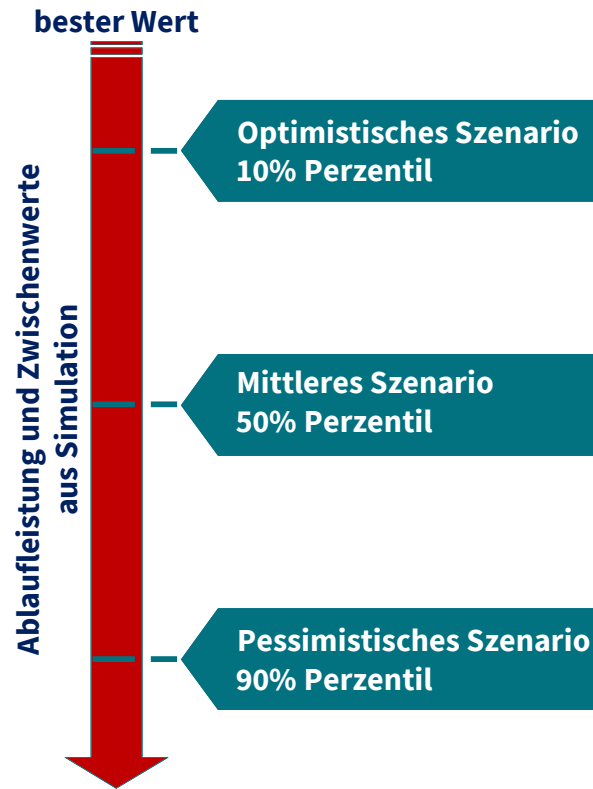 bester Wert
Optimistisches Szenario
10% Perzentil
Ablaufleistung und Zwischenwerte
aus Simulation
Mittleres Szenario
50% Perzentil
Pessimistisches Szenario
90% Perzentil